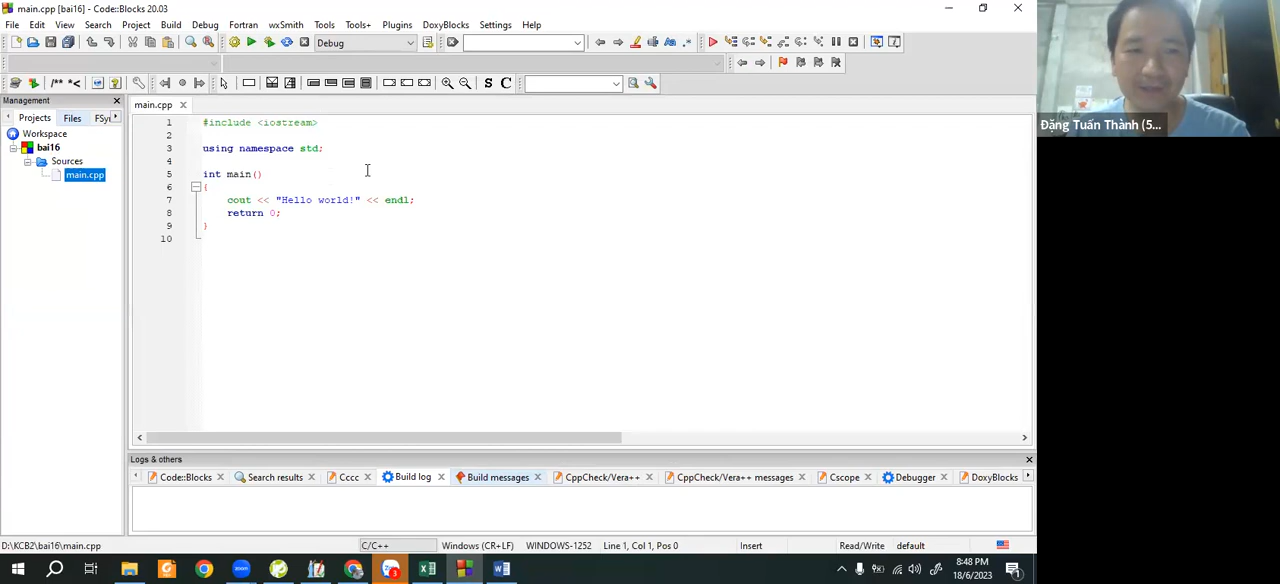 main.cpp [bai16] - Code::Blocks 20.03
File Edit View Search Project Build Debug Fortran wxSmith Tools Tools+ Plugins DoxyBlocks Settings Help
Debug
/** *<
S C
Management
main.cpp
Projects Files FSy
Workspace
bai16
Sources
main.cpp
1 #include <iostream>
2
3 using namespace std;
4
5 int main()
6 {
7 cout << "Hello world!" << endl;
8 return 0;
9 }
10
Logs & others
Code::Blocks Search results Cccc Build log Build messages CppCheck/Vera++ CppCheck/Vera++ messages Cscope Debugger DoxyBlocks
D:\KCB2\bai16\main.cpp C/C++ Windows (CR+LF) WINDOWS-1252 Line 1, Col 1, Pos 0 Insert Read/Write default
8:48 PM
18/6/2023
Đặng Tuấn Thành (5...